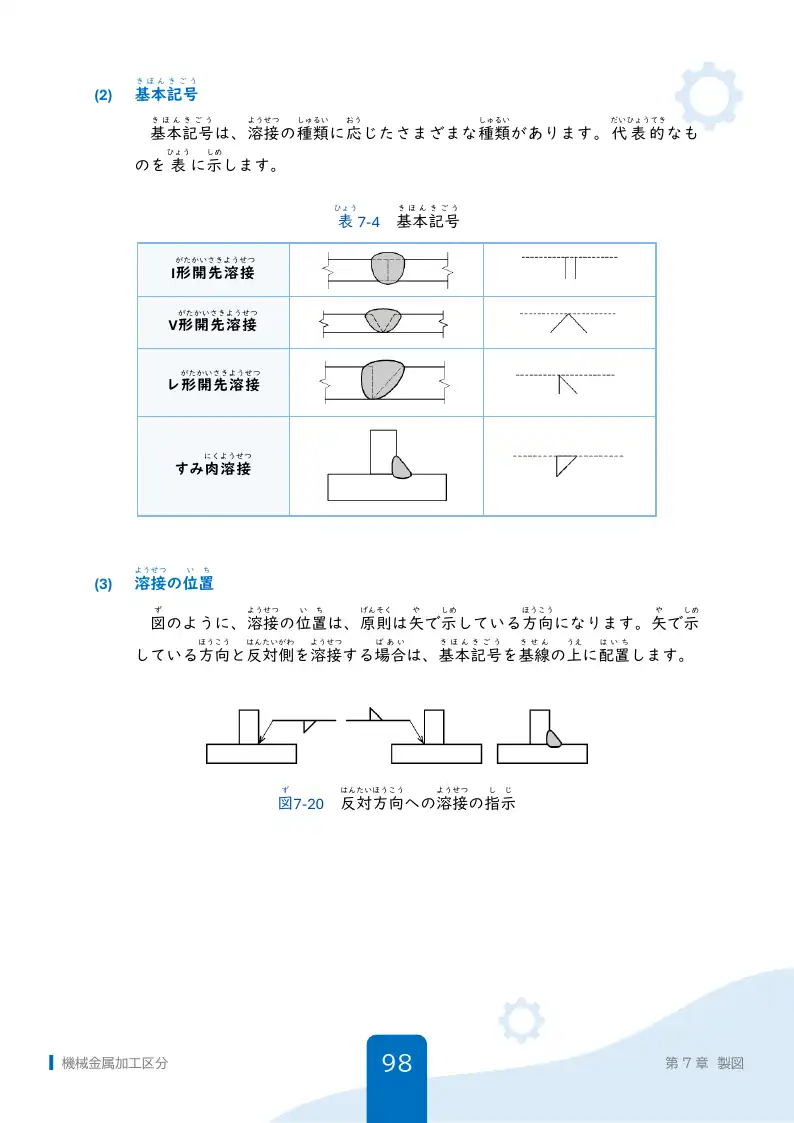 きほんきごう
(2) 基本記号
きほんきごう ようせつ しゅるい おう しゅるい だいひょうてき
基本記号は、溶接の種類に応じたさまざまな種類があります。代表的なも
ひょう しめ
のを表に示します。
ひょう きほんきごう
表 7-4 基本記号
がたかいさきようせつ
I形開先溶接
がたかいさきようせつ
V形開先溶接
がたかいさきようせつ
レ形開先溶接
にくようせつ
すみ肉溶接
ようせつ いち
(3) 溶接の位置
ず ようせつ いち げんそく や しめ ほうこう や しめ
図のように、溶接の位置は、原則は矢で示している方向になります。矢で示
ほうこう はんたいがわ ようせつ ばあい きほんきごう きせん うえ はいち
している方向と反対側を溶接する場合は、基本記号を基線の上に配置します。
ず はんたいほうこう ようせつ しじ
図7-20 反対方向への溶接の指示
機械金属加工区分
98
第 7 章 製図